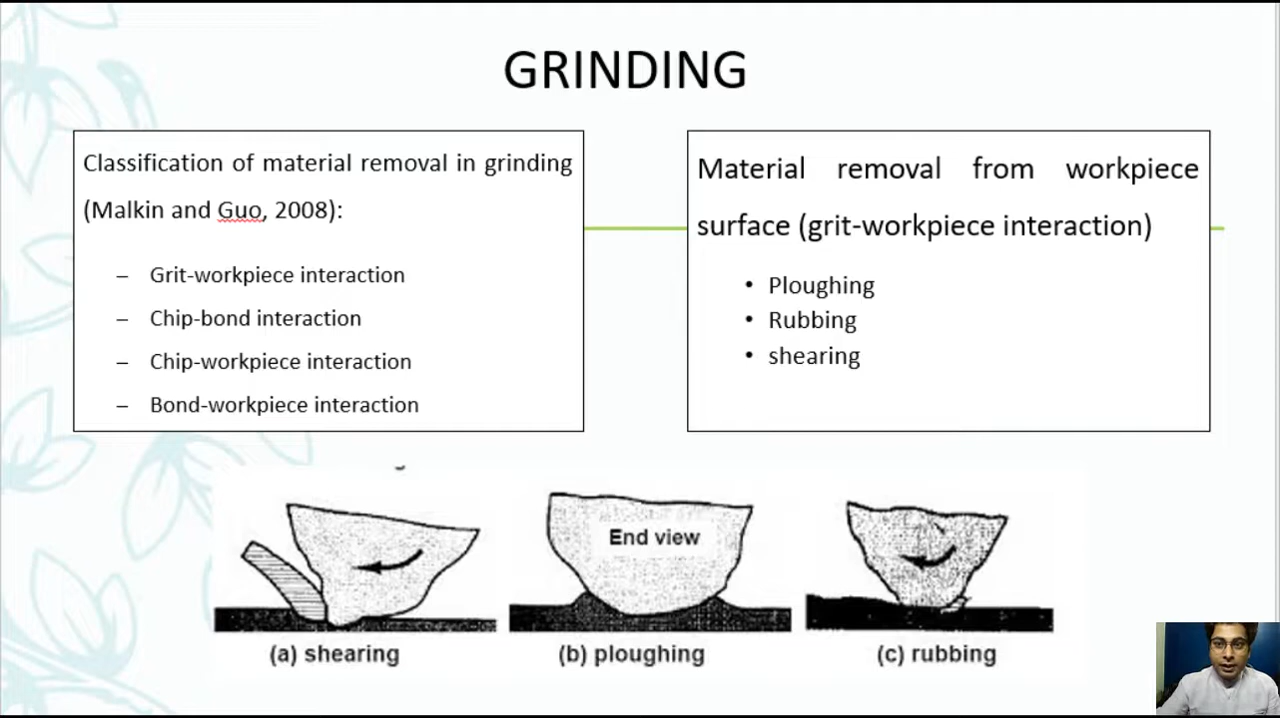 GRINDING
Classification of material removal in grinding
(Malkin and Guo, 2008):
– Grit-workpiece interaction
– Chip-bond interaction
– Chip-workpiece interaction
– Bond-workpiece interaction
Material removal from workpiece
surface (grit-workpiece interaction)
• Ploughing
• Rubbing
• shearing
End view
(a) shearing
(b) ploughing
(c) rubbing